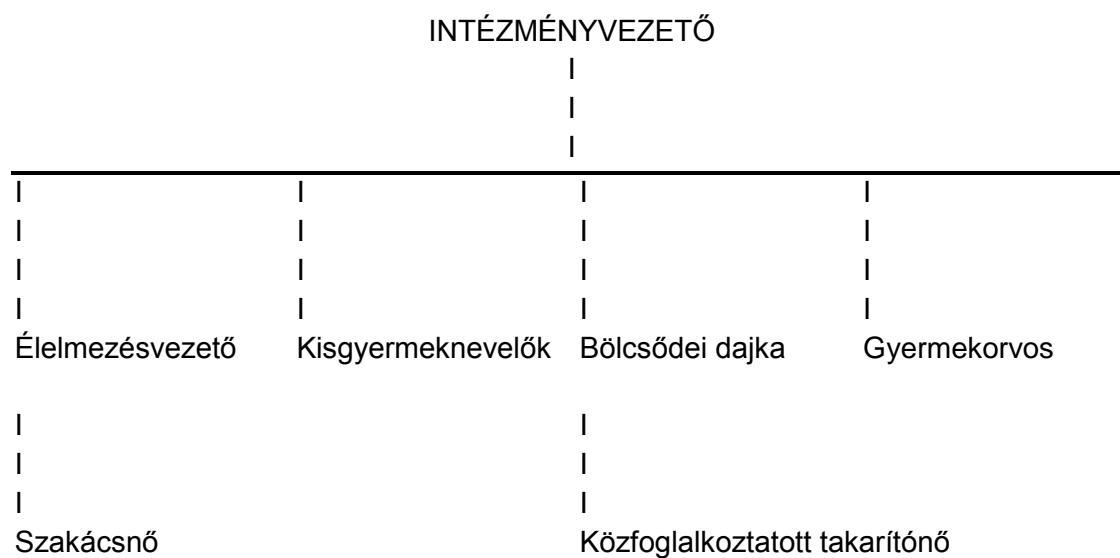 INTÉZMÉNYVEZETŐ
Élelmezésvezető Kisgyermeknevelők Bölcsődei dajka Gyermekorvos
Szakácsnő Közfoglalkoztatott takarítónő